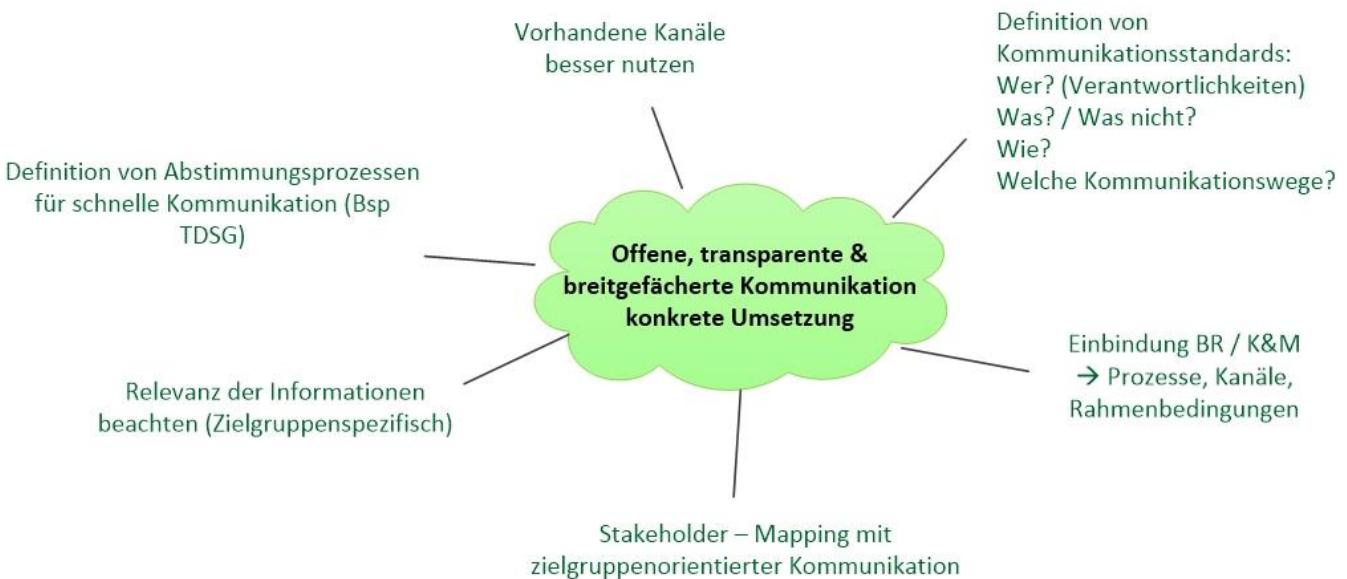 Vorhandene Kanäle
besser nutzen
Definition von
Kommunikationsstandards:
Wer? (Verantwortlichkeiten)
Was? / Was nicht?
Wie?
Welche Kommunikationswege?
Definition von Abstimmungsprozessen
für schnelle Kommunikation (Bsp
TDSG)
Offene, transparente &
breitgefächerte Kommunikation
konkrete Umsetzung
Einbindung BR / K&M
→ Prozesse, Kanäle,
Rahmenbedingungen
Relevanz der Informationen
beachten (Zielgruppenspezifisch)
Stakeholder – Mapping mit
zielgruppenorientierter Kommunikation